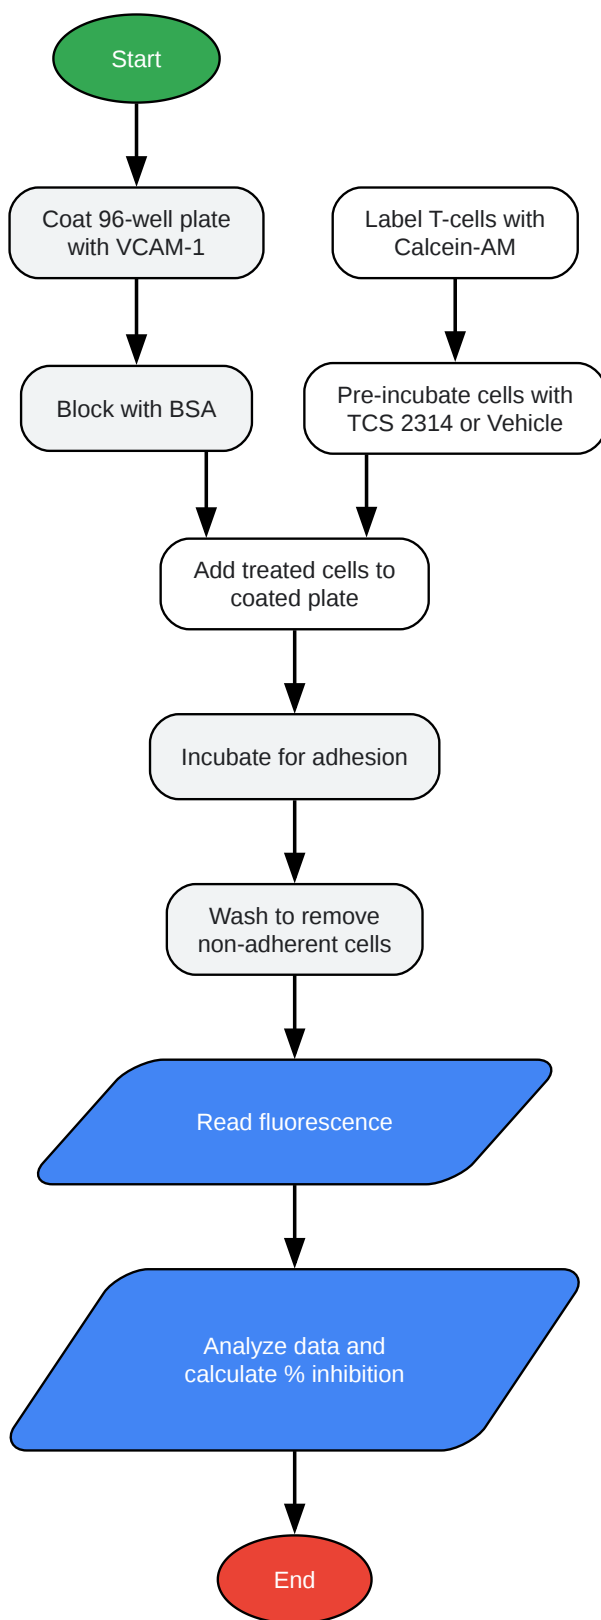 Start
Coat 96-well plate
with VCAM-1
Label T-cells with
Calcein-AM
Block with BSA
Pre-incubate cells with
TCS 2314 or Vehicle
Add treated cells to
coated plate
Incubate for adhesion
Wash to remove
non-adherent cells
Read fluorescence
Analyze data and
calculate % inhibition
End